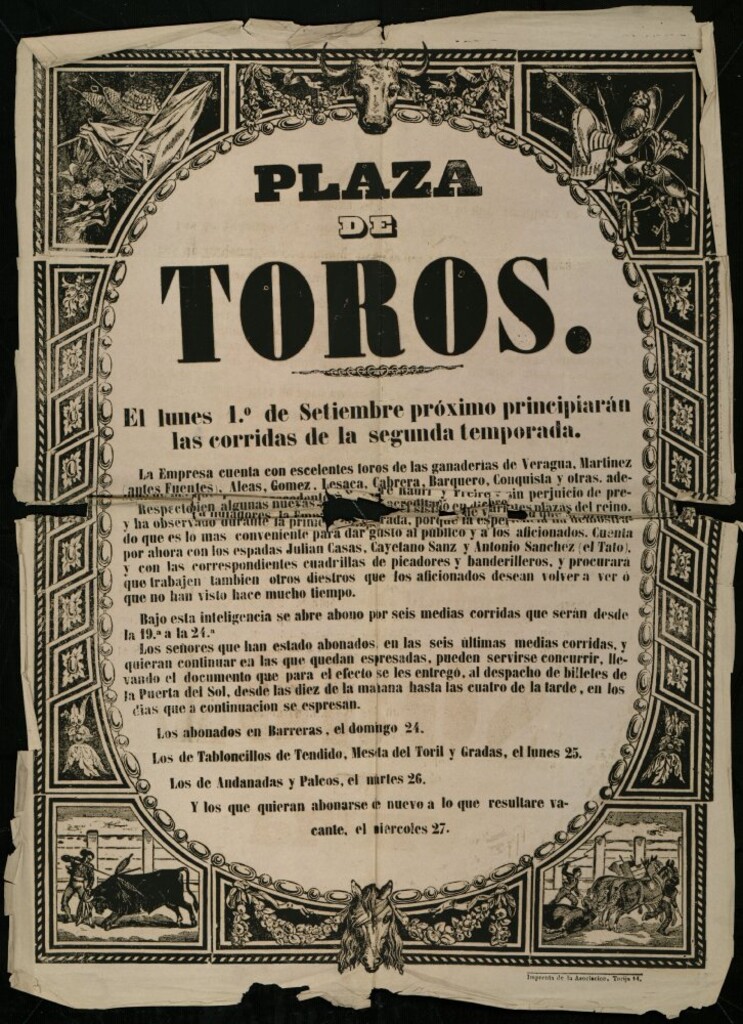 PLAZA
DE
TOROS.
El lunes 1.º de Setiembre próximo principiarán
las corridas de la segunda temporada.
La Empresa cuenta con escelentes toros de las ganaderías de Veragua, Martinez
Aleas, Gomez, Lesaca, Cabrera, Barquero, Conquista y otras, ade-
sin perjuicio de pre-
algunas nuevas plazas del reino.
y ha observado durante la porque la
do que es lo mas conveniente para dar gusto al público y a los aficionados. Cuenta
por ahora con los espadas Julian Casas, Cayetano Sanz y Antonio Sanchez (el Tato),
y con las correspondientes cuadrillas de picadores y banderilleros, y procurara
que trabajen tambien otros diestros que los aficionados desean volver a ver ó
que no han visto hace mucho tiempo.
Bajo esta inteligencia se abre abono por seis medias corridas que serán desde
la 19.ª a la 24.ª
Los señores que han estado abonados en las seis últimas medias corridas, y
quieran continuar en las que quedan espresadas, pueden servirse concurrir, lle-
vando el documento que para el efecto se les entregó, al despacho de billetes de
la Puerta del Sol, desde las diez de la mañana hasta las cuatro de la tarde, en los
dias que a continuacion se espresan.
Los abonados en Barreras, el domingo 24.
Los de Tabloncillos de Tendido, Meseta del Toril y Gradas, el lunes 25.
Los de Andanadas y Palcos, el martes 26.
Y los que quieran abonarse de nuevo a lo que resultare va-
cante, el miercoles 27.
Imprenta de la Asociacion,